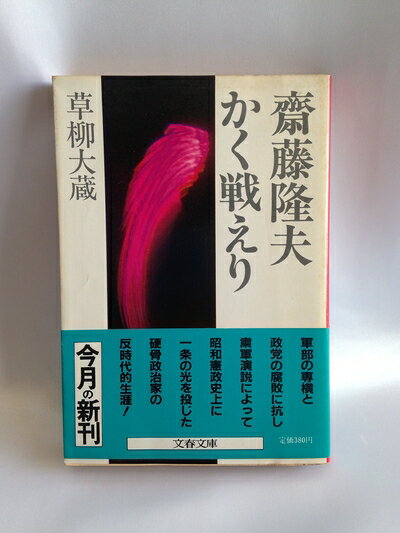 齋藤隆夫
かく戦えり
草柳大蔵
軍部の専横と
政党の腐敗に抗し
粛軍演説によって
昭和憲政史上に
一条の光を投じた
硬骨政治家の
反時代的生涯!
今月の新刊
文春文庫
定価380円